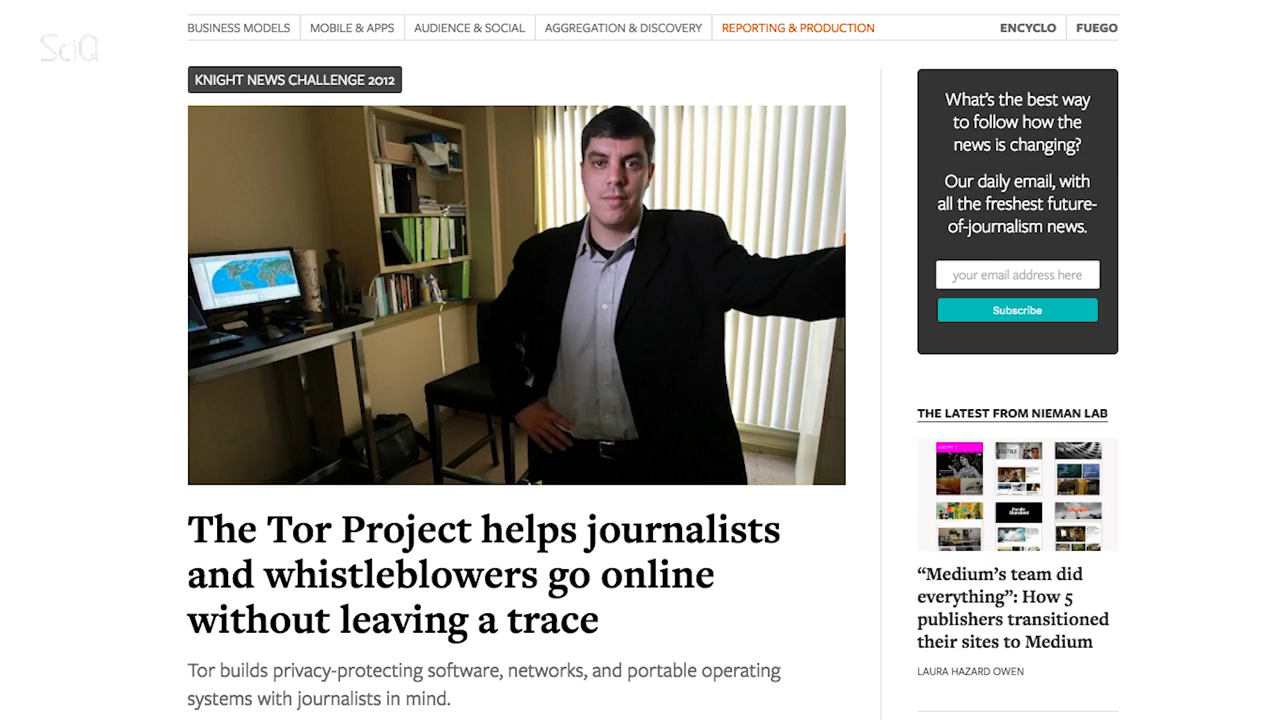 SciQ
BUSINESS MODELS
MOBILE & APPS
AUDIENCE & SOCIAL
AGGREGATION & DISCOVERY
REPORTING & PRODUCTION
ENCYCLO
FUEGO
KNIGHT NEWS CHALLENGE 2012
The Tor Project helps journalists
and whistleblowers go online
without leaving a trace
Tor builds privacy-protecting software, networks, and portable operating
systems with journalists in mind.
What's the best way
to follow how the
news is changing?
Our daily email, with
all the freshest future-
of-journalism news.
your email address here
Subscribe
THE LATEST FROM NIEMAN LAB
“Medium's team did
everything”: How 5
publishers transitioned
their sites to Medium
LAURA HAZARD OWEN